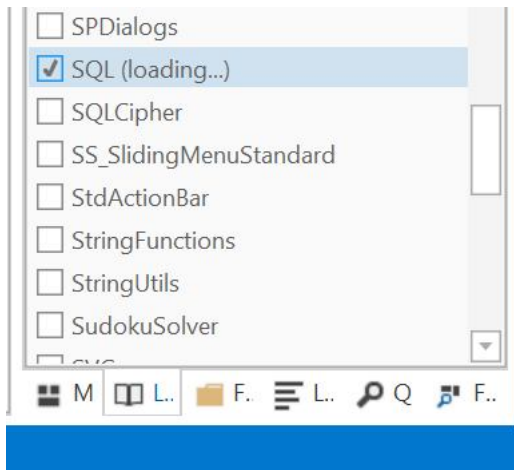 SPDialogs
SQL (loading...)
SQLCipher
SS_SlidingMenuStandard
StdActionBar
StringFunctions
StringUtils
SudokuSolver
M L.. F. L.. Q F..